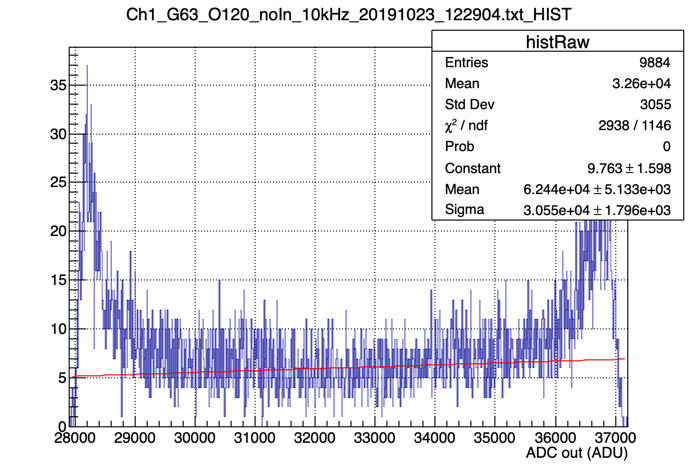 Ch1_G63_O120_noIn_10kHz_20191023_122904.txt_HIST
histRaw
Entries 9884
Mean 3.26e+04
Std Dev 3055
χ² / ndf 2938 / 1146
Prob 0
Constant 9.763 ± 1.598
Mean 6.244e+04 ± 5.133e+03
Sigma 3.055e+04 ± 1.796e+03
35
30
25
20
15
10
5
0
28000 29000 30000 31000 32000 33000 34000 35000 36000 37000
ADC out (ADU)